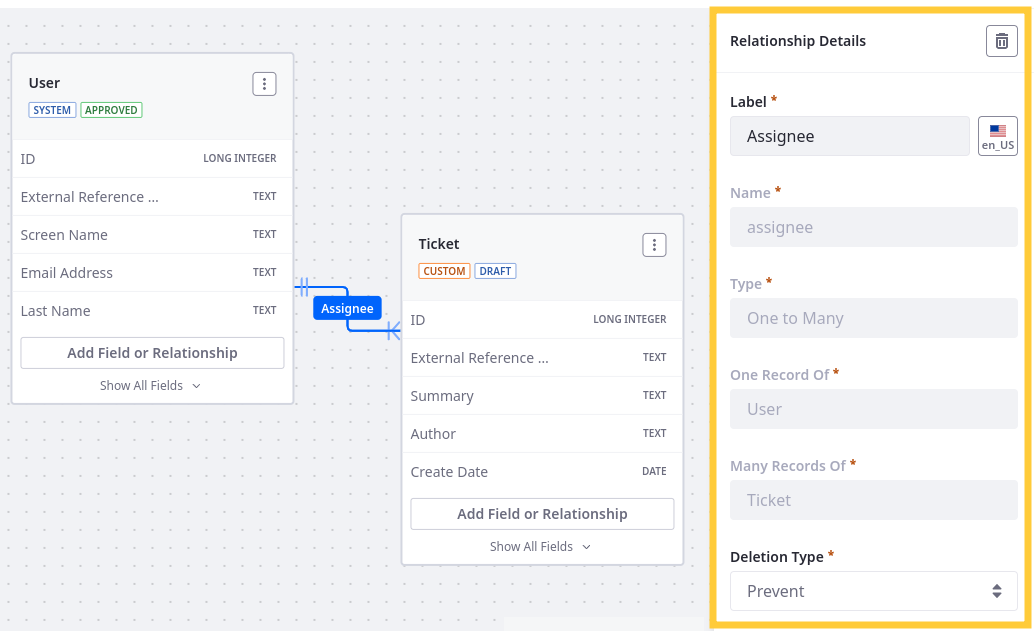 User
SYSTEM APPROVED
ID LONG INTEGER
External Reference ... TEXT
Screen Name TEXT
Email Address TEXT
Last Name TEXT
Add Field or Relationship
Show All Fields
Assignee
Ticket
CUSTOM DRAFT
ID LONG INTEGER
External Reference ... TEXT
Summary TEXT
Author TEXT
Create Date DATE
Add Field or Relationship
Show All Fields
Relationship Details
Label *
Assignee
en_US
Name *
assignee
Type *
One to Many
One Record Of *
User
Many Records Of *
Ticket
Deletion Type *
Prevent